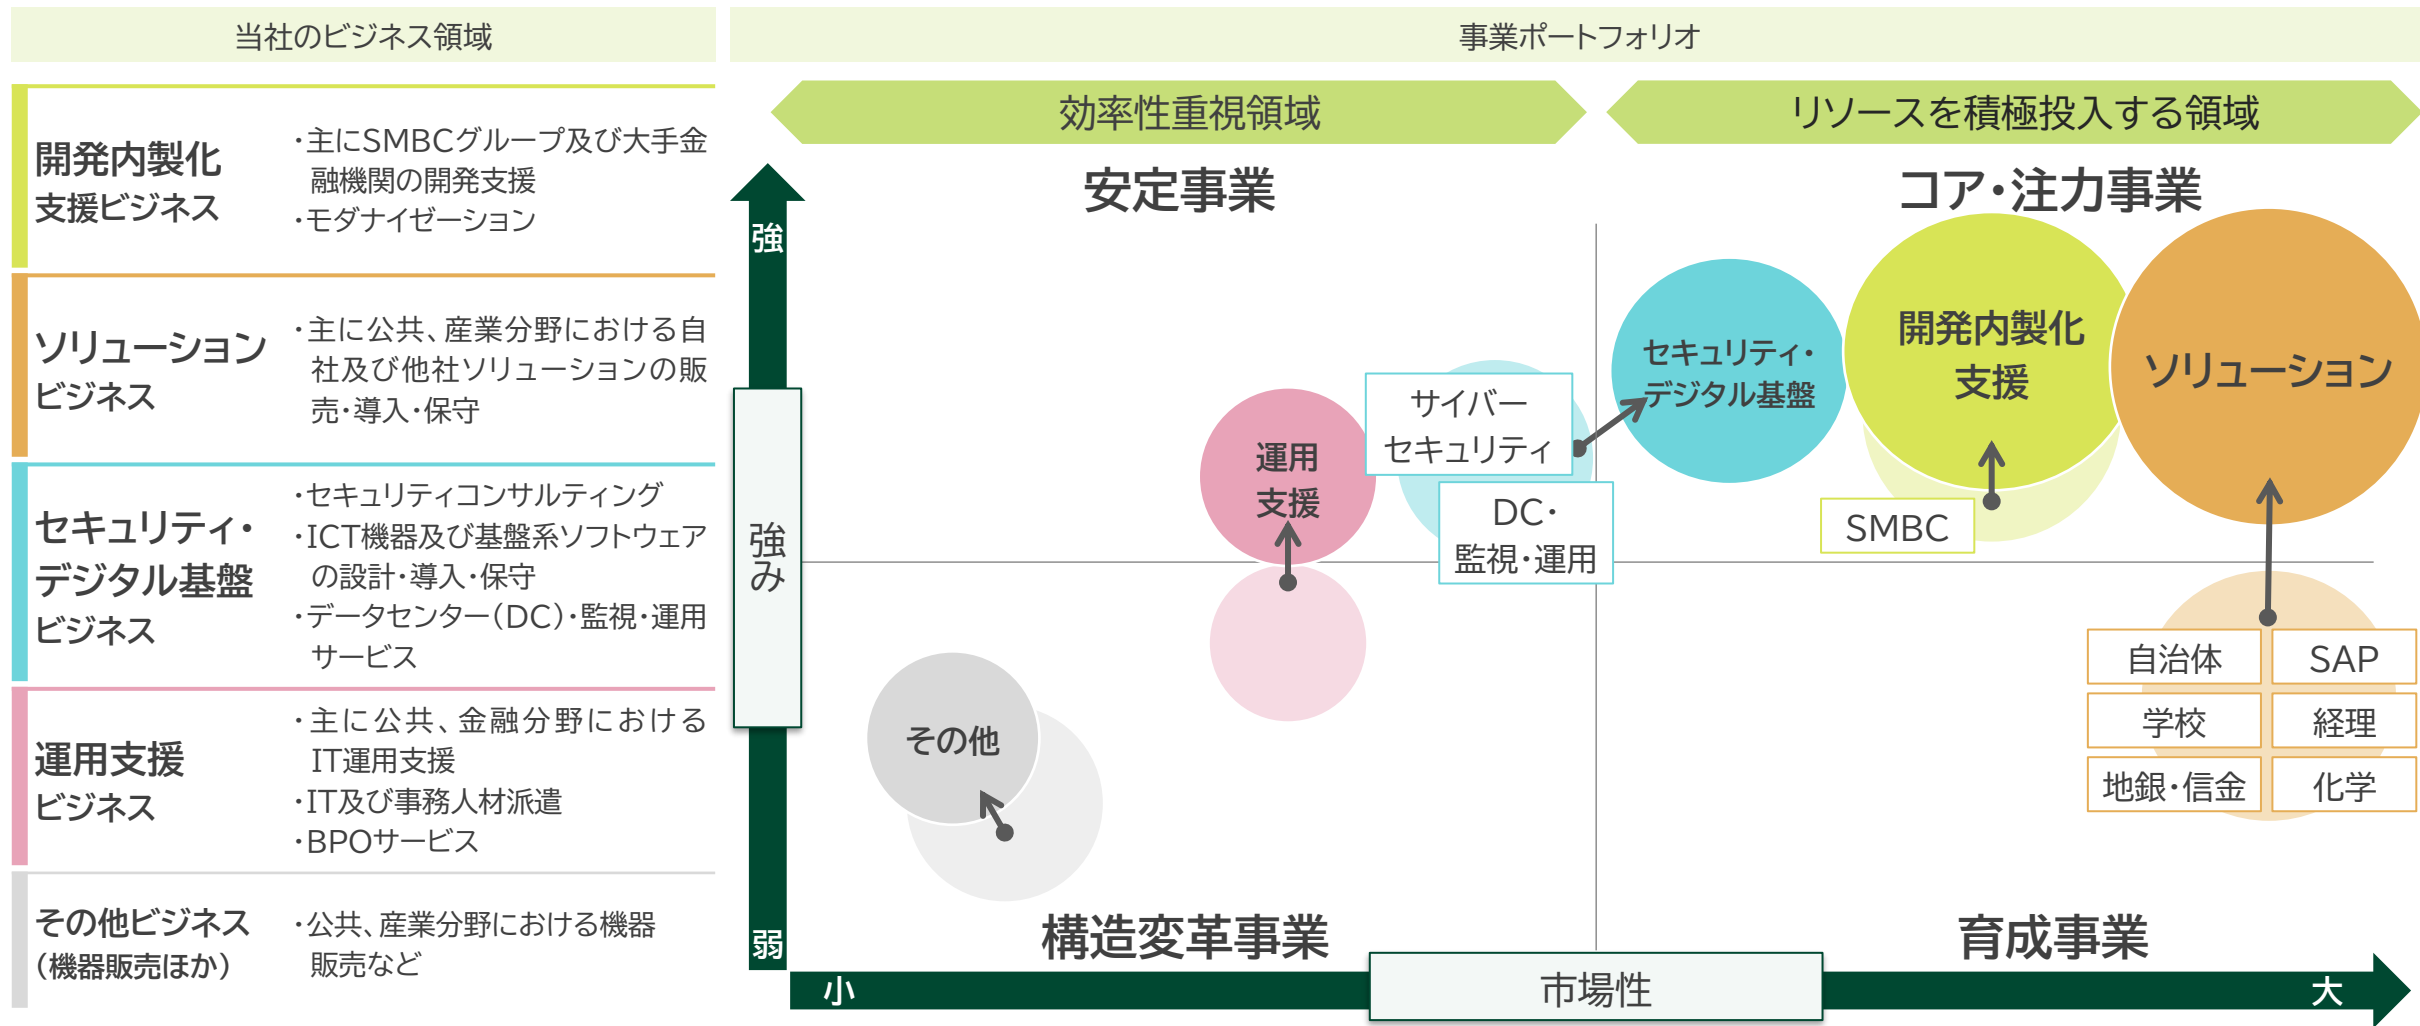 当社のビジネス領域
開発内製化
支援ビジネス
・主にSMBCグループ及び大手金
融機関の開発支援
・モダナイゼーション
ソリューション
ビジネス
・主に公共、産業分野における自
社及び他社ソリューションの販
売・導入・保守
セキュリティ・
デジタル基盤
ビジネス
・セキュリティコンサルティング
・ICT機器及び基盤系ソフトウェア
の設計・導入・保守
・データセンター(DC)・監視・運用
サービス
運用支援
ビジネス
・主に公共、金融分野における
IT運用支援
・IT及び事務人材派遣
・BPOサービス
その他ビジネス
(機器販売ほか)
・公共、産業分野における機器
販売など
事業ポートフォリオ
効率性重視領域
リソースを積極投入する領域
安定事業
コア・注力事業
強
強み
弱
セキュリティ・
デジタル基盤
開発内製化
支援
ソリューション
サイバー
セキュリティ
運用
支援
DC・
監視・運用
SMBC
その他
自治体
SAP
学校
経理
地銀・信金
化学
構造変革事業
育成事業
小
市場性
大